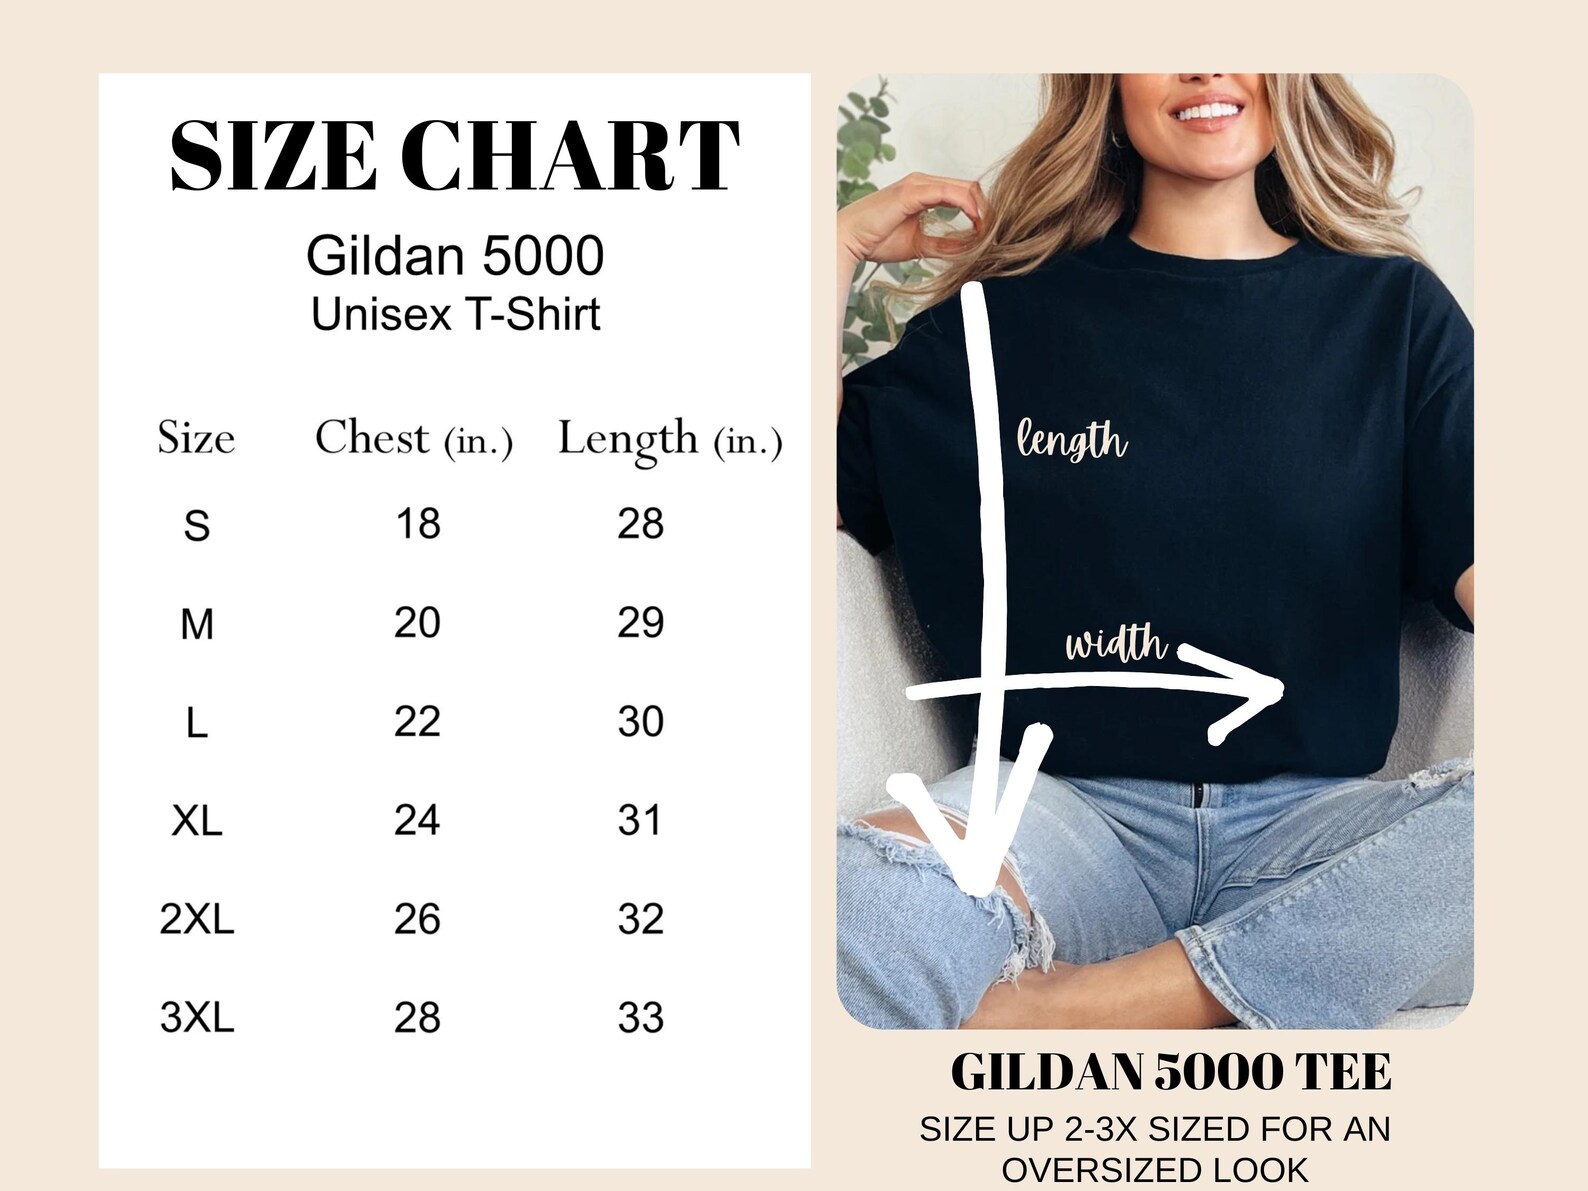 SIZE CHART
Gildan 5000
Unisex T-Shirt
Size Chest (in.) Length (in.)
S 18 28
M 20 29
L 22 30
XL 24 31
2XL 26 32
3XL 28 33
length
width
GILDAN 5000 TEE
SIZE UP 2-3X SIZED FOR AN
OVERSIZED LOOK